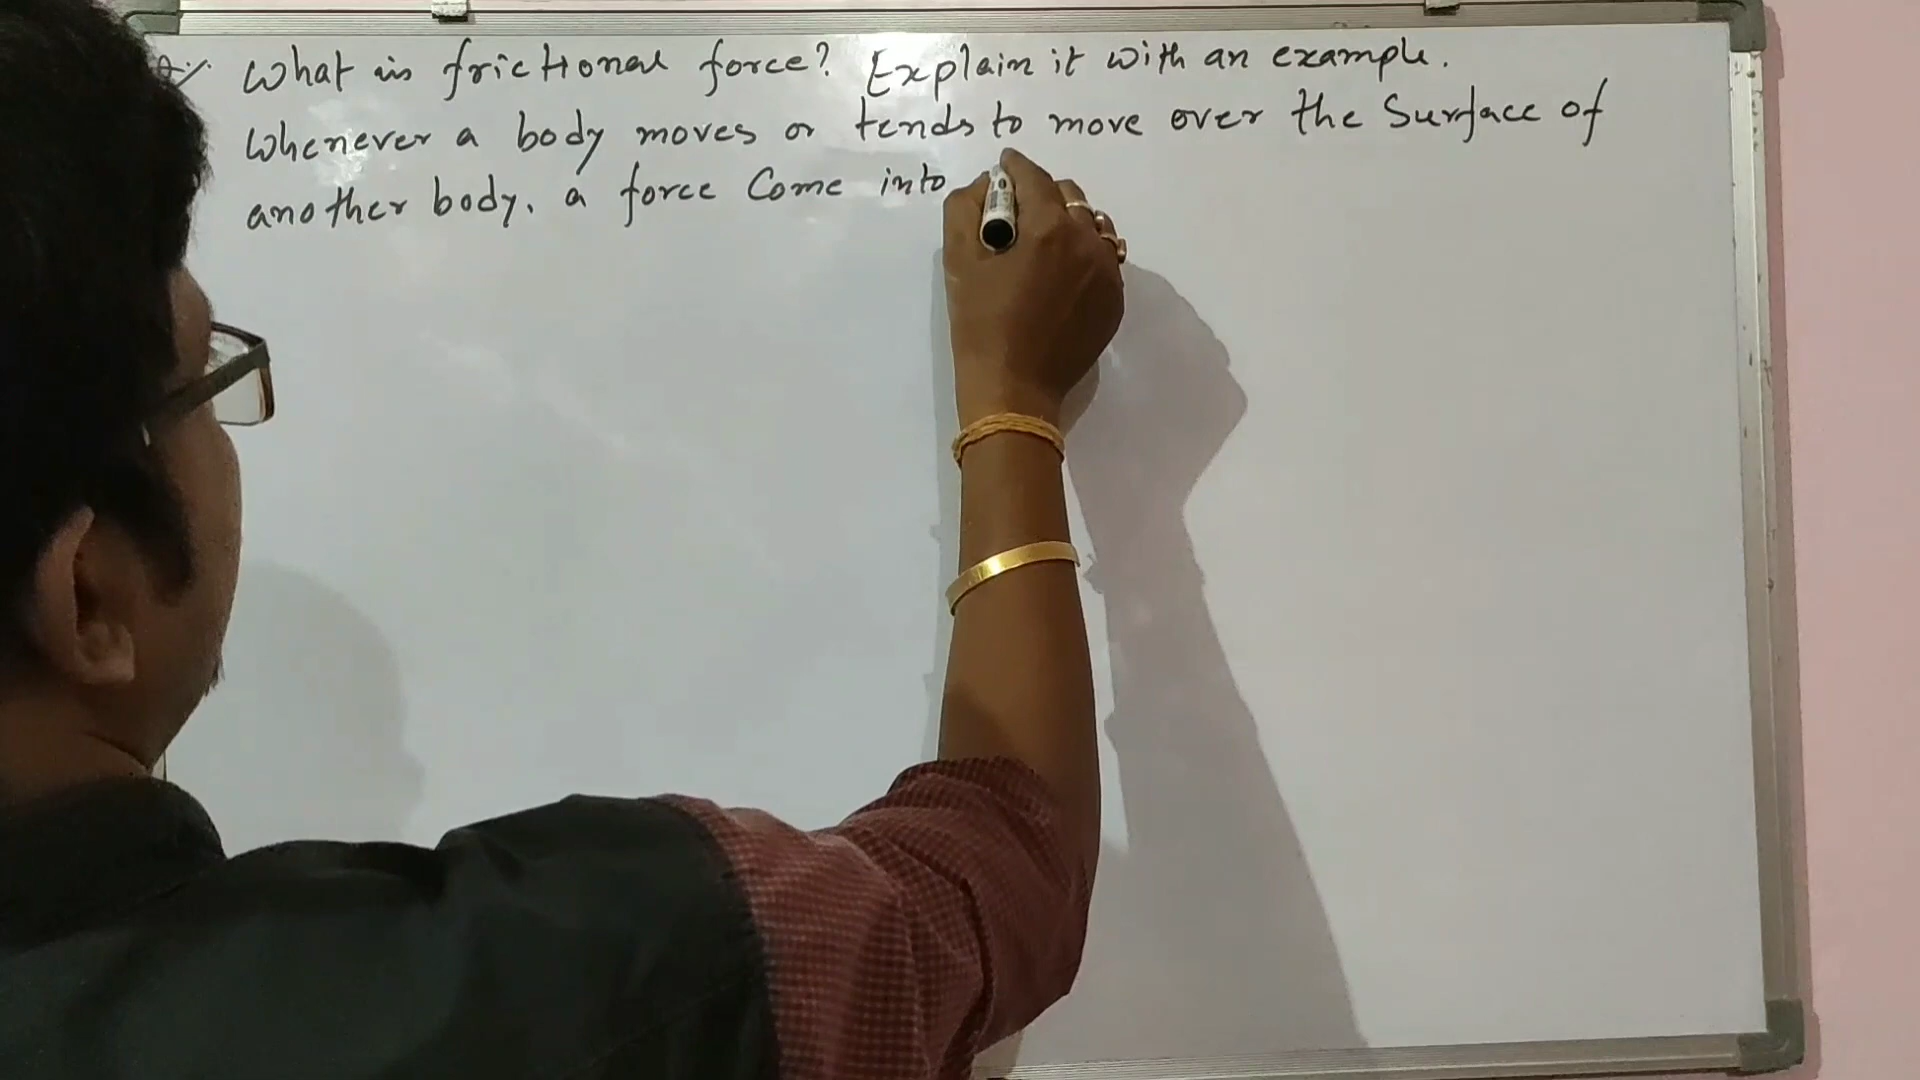 Q/. What is frictional force? Explain it with an example.
Whenever a body moves or tends to move over the surface of
another body, a force Come into